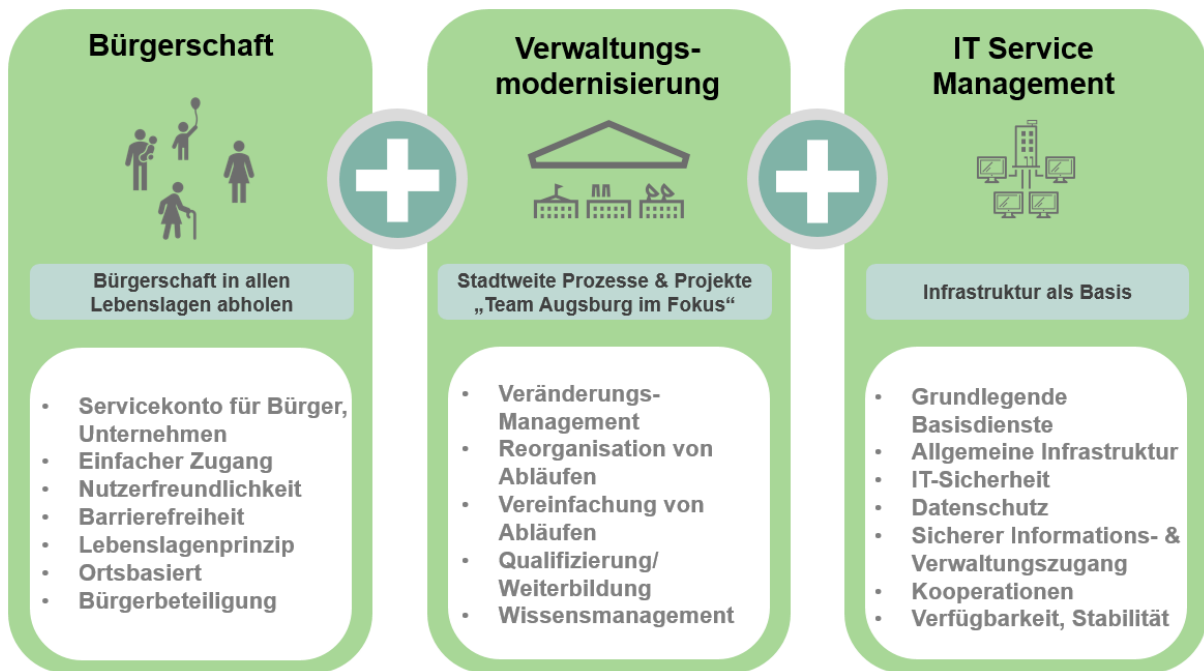 Bürgerschaft
Bürgerschaft in allen
Lebenslagen abholen
• Servicekonto für Bürger,
Unternehmen
• Einfacher Zugang
• Nutzerfreundlichkeit
• Barrierefreiheit
• Lebenslagenprinzip
• Ortsbasiert
• Bürgerbeteiligung
Verwaltungs-
modernisierung
Stadtweite Prozesse & Projekte
„Team Augsburg im Fokus“
• Veränderungs-
Management
• Reorganisation von
Abläufen
• Vereinfachung von
Abläufen
• Qualifizierung/
Weiterbildung
• Wissensmanagement
IT Service
Management
Infrastruktur als Basis
• Grundlegende
Basisdienste
• Allgemeine Infrastruktur
• IT-Sicherheit
• Datenschutz
• Sicherer Informations- &
Verwaltungszugang
• Kooperationen
• Verfügbarkeit, Stabilität